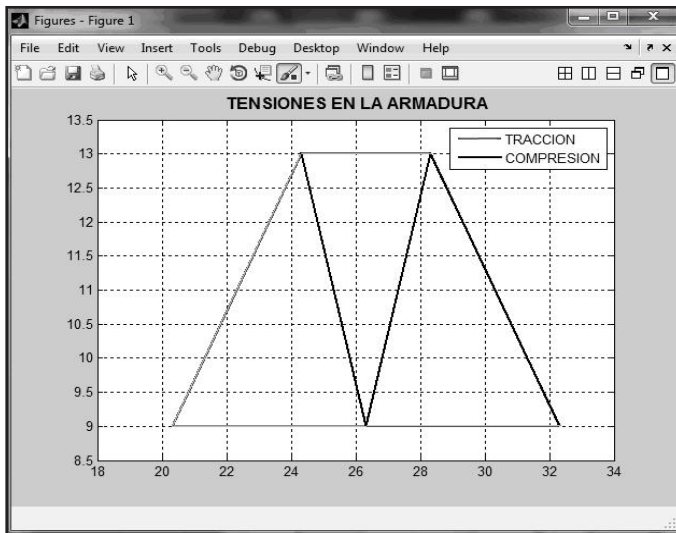 Figures - Figure 1
File Edit View Insert Tools Debug Desktop Window Help
TENSIONES EN LA ARMADURA
TRACCION
COMPRESION
13.5
13
12.5
12
11.5
11
10.5
10
9.5
9
8.5
18 20 22 24 26 28 30 32 34